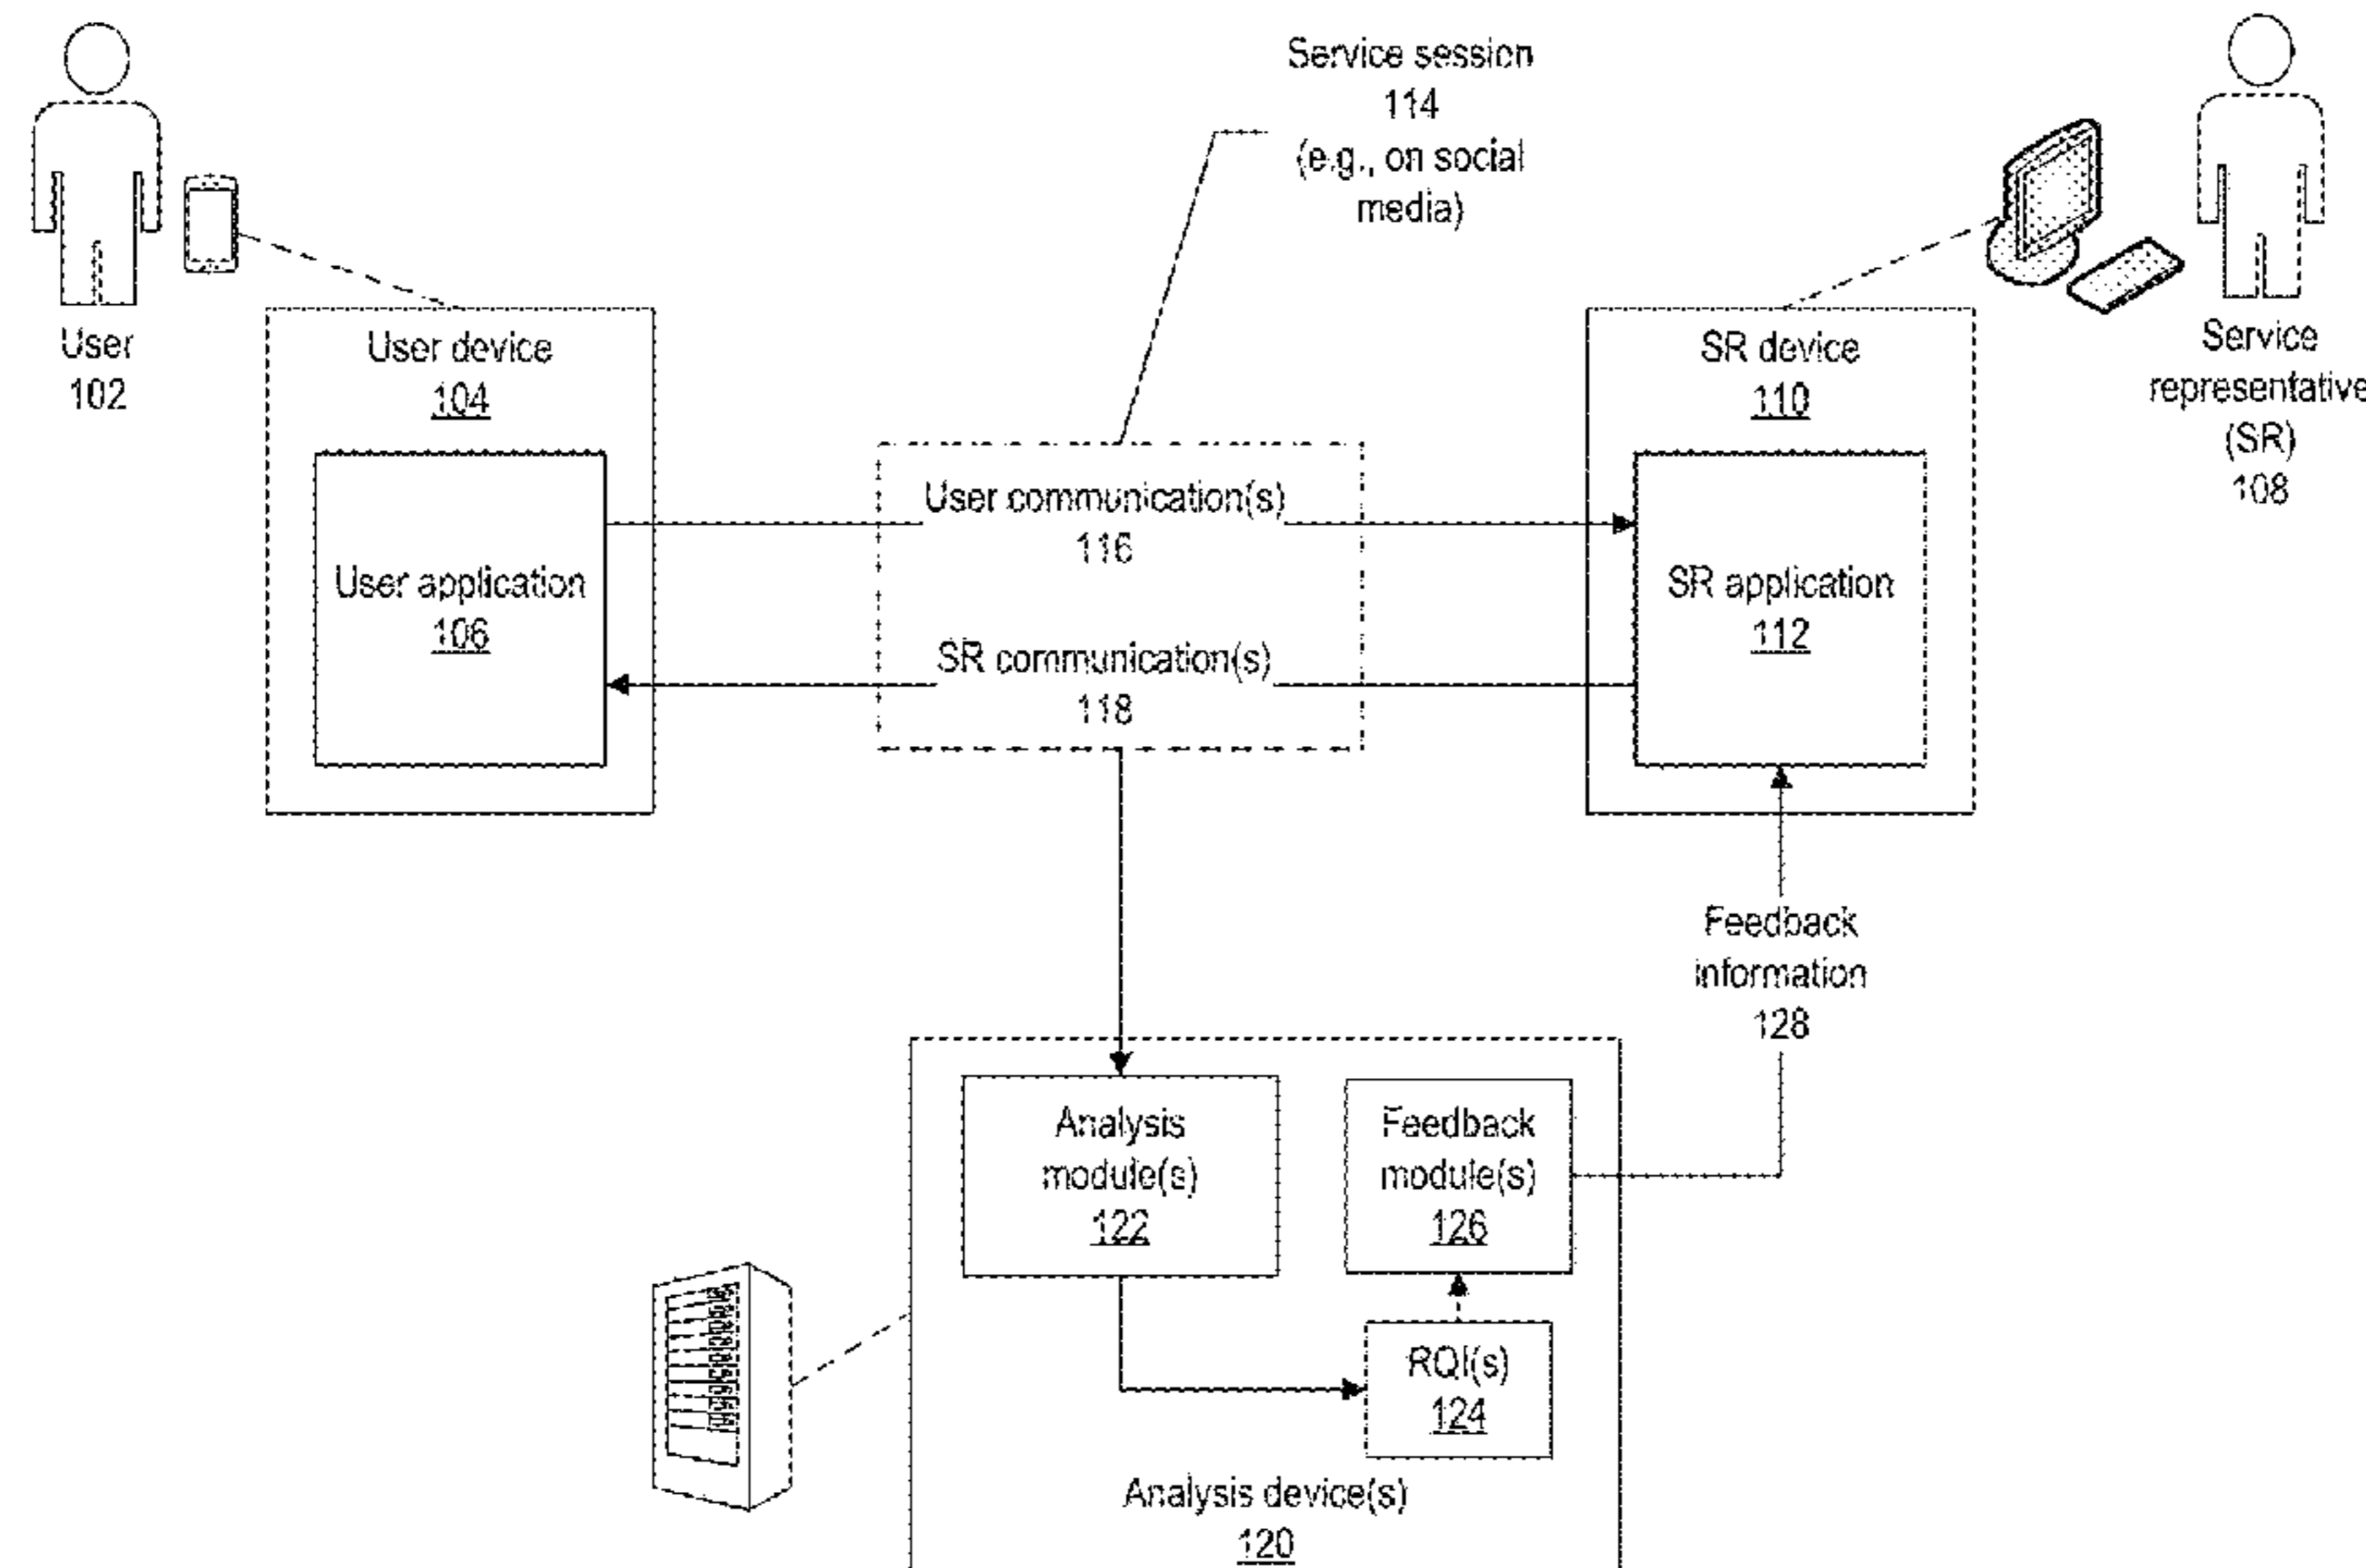 Service session
114
(e.g., on social
media)
User
102
User device
104
User application
106
User communication(s)
116
SR communication(s)
118
SR device
110
SR application
112
Service
representative
(SR)
108
Feedback
information
128
Analysis
module(s)
122
Feedback
module(s)
126
RQI(s)
124
Analysis device(s)
120